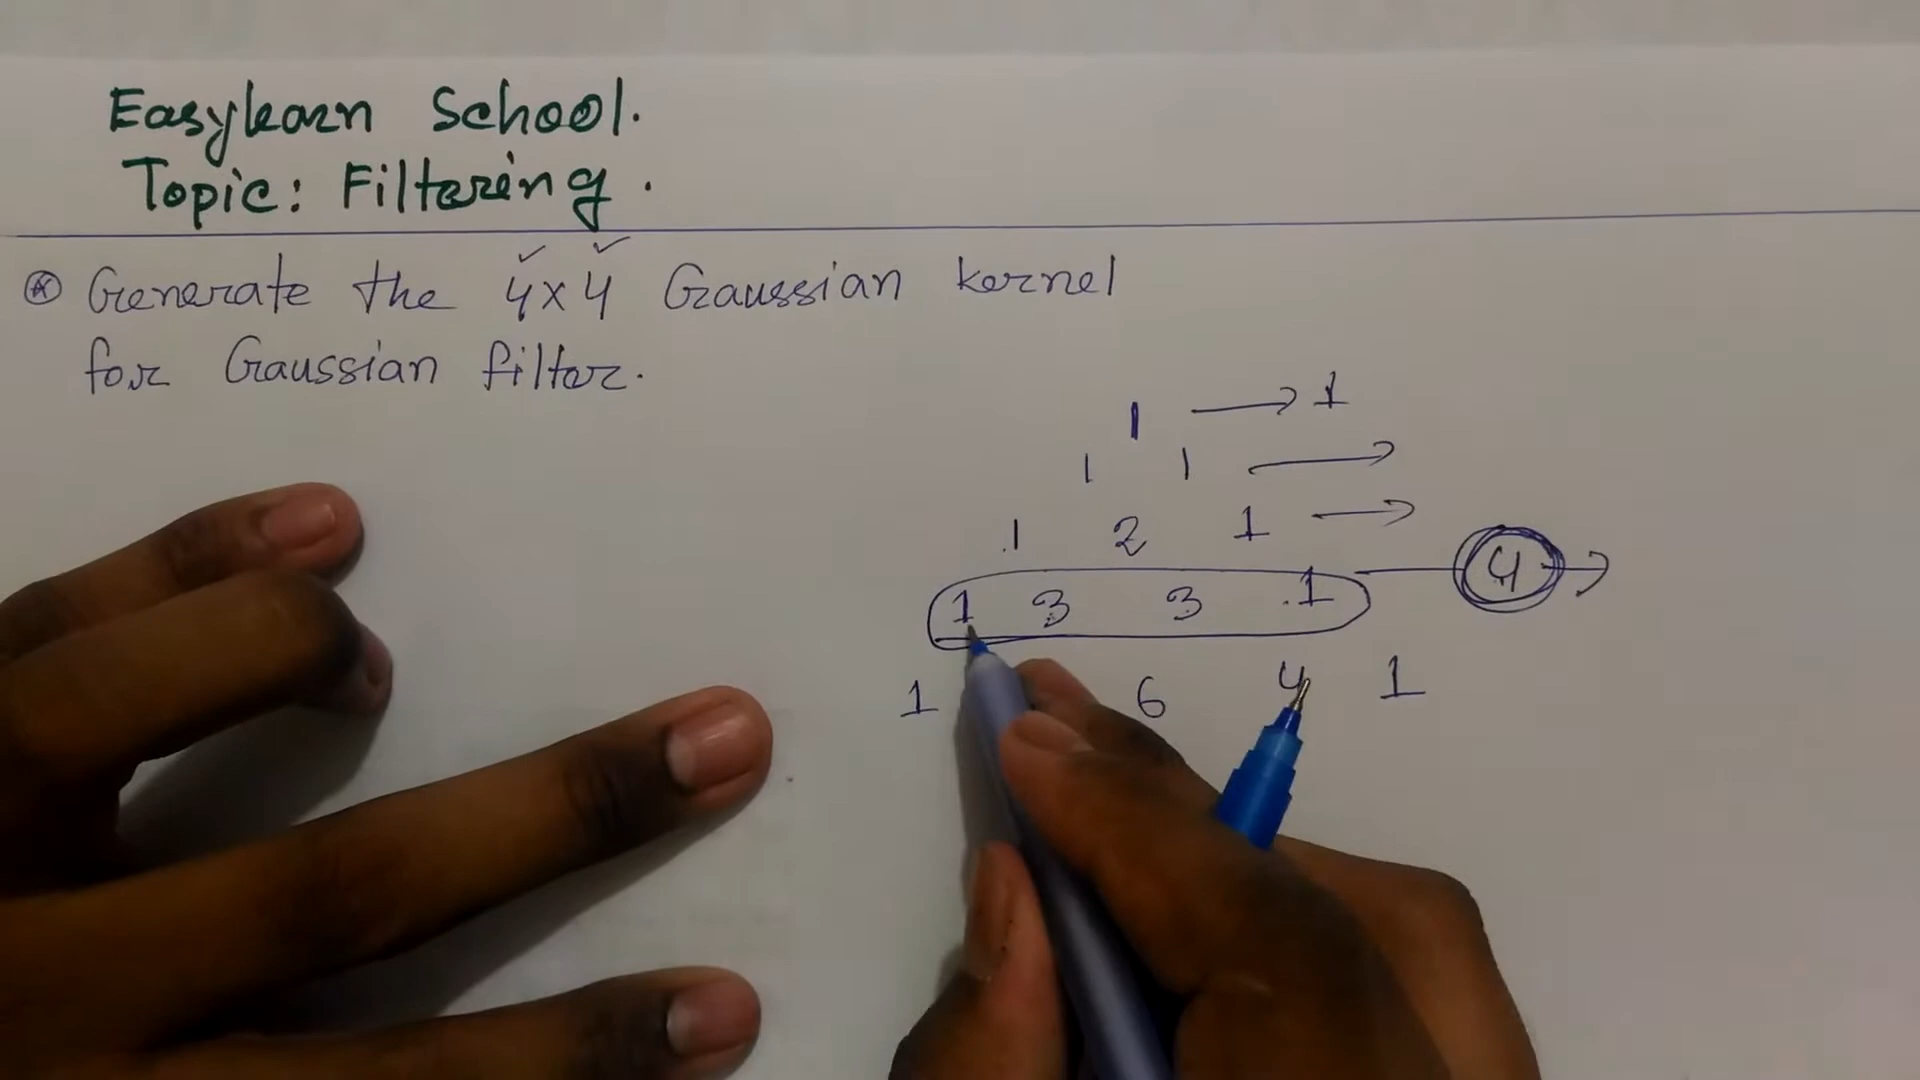 Easylearn School.
Topic: Filtering.
Generate the 4x4 Gaussian kernel
for Gaussian filter.
1 → 1
1 1 →
1 2 1 →
1 3 3 1 4 →
1 6 4 1